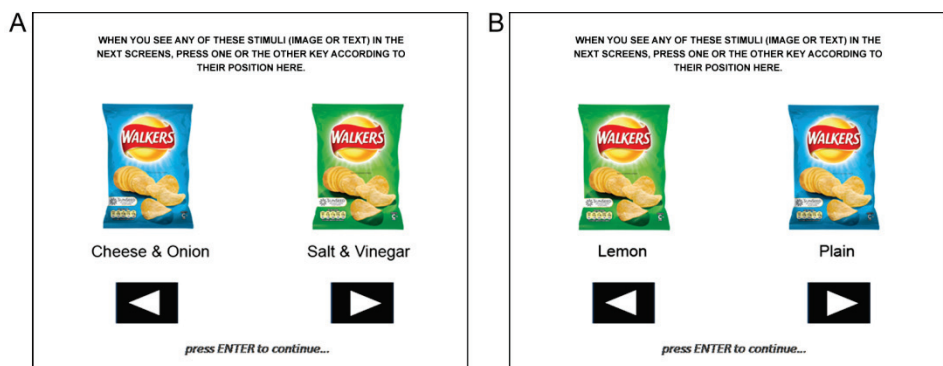 A
WHEN YOU SEE ANY OF THESE STIMULI (IMAGE OR TEXT) IN THE
NEXT SCREENS, PRESS ONE OR THE OTHER KEY ACCORDING TO
THEIR POSITION HERE.
WALKERS
WALKERS
Cheese & Onion
Salt & Vinegar
press ENTER to continue...
B
WHEN YOU SEE ANY OF THESE STIMULI (IMAGE OR TEXT) IN THE
NEXT SCREENS, PRESS ONE OR THE OTHER KEY ACCORDING TO
THEIR POSITION HERE.
WALKERS
WALKERS
Lemon
Plain
press ENTER to continue...